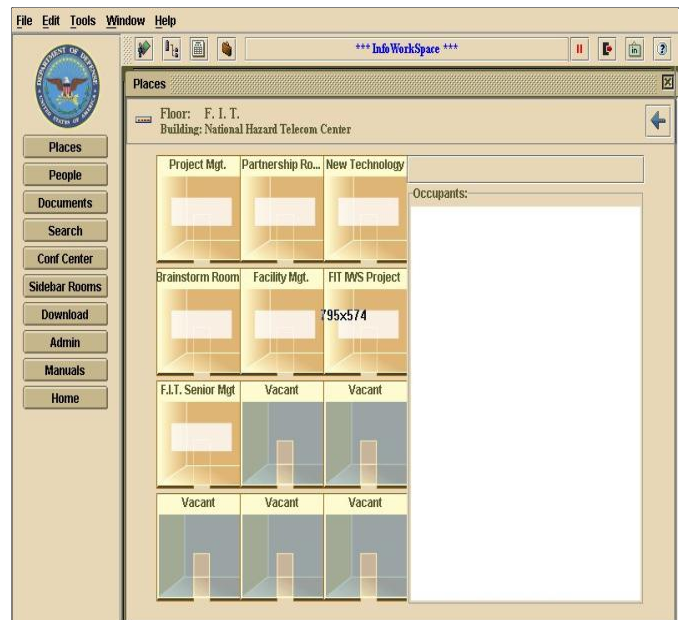 File Edit Tools Window Help
*** InfoWorkSpace ***
Places
Floor: F. I. T.
Building: National Hazard Telecom Center
Places
People
Documents
Search
Conf Center
Sidebar Rooms
Download
Admin
Manuals
Home
Project Mgt. Partnership Ro... New Technology
Occupants:
Brainstorm Room Facility Mgt. FIT IWS Project
795x574
F.I.T. Senior Mgt Vacant Vacant
Vacant Vacant Vacant